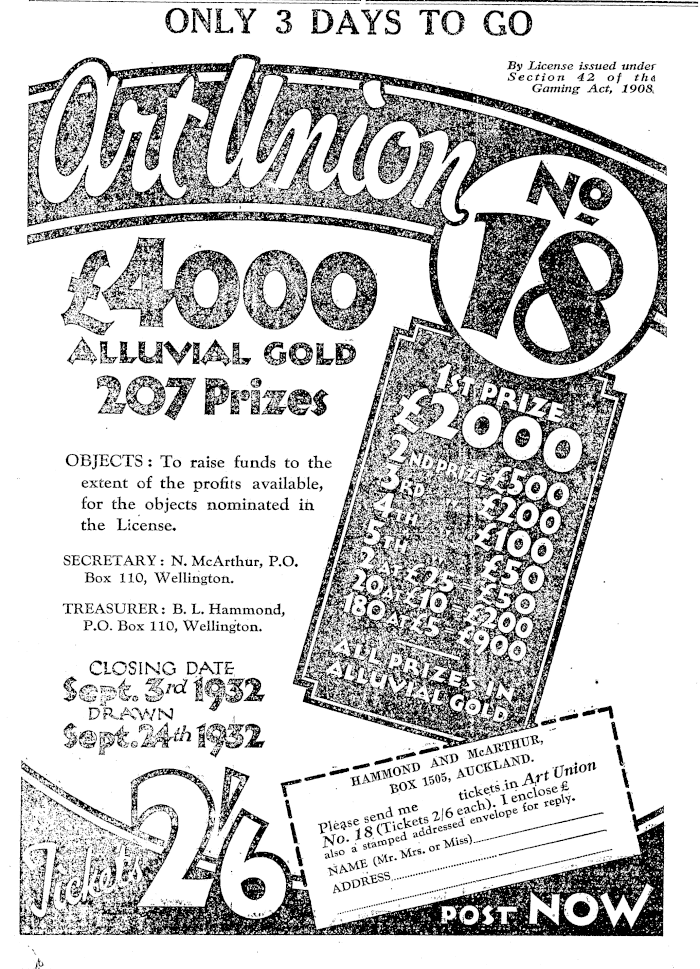 ONLY 3 DAYS TO GO
By License issued under
Section 42 of the
Gaming Act, 1908.
Art Union
No
18
£4000
ALLUVIAL GOLD
207 Prizes
OBJECTS : To raise funds to the
extent of the profits available,
for the objects nominated in
the License.
SECRETARY : N. McArthur, P.O.
Box 110, Wellington.
TREASURER : B. L. Hammond,
P.O. Box 110, Wellington.
CLOSING DATE
Sept. 3rd 1932
DRAWN
Sept. 24th 1932
1ST PRIZE
£2000
2ND PRIZE £500
3RD " £200
4TH £100
5TH £50
2 AT £25 £50
20 AT £10 = £200
180 AT £5 £900
ALL PRIZES IN
ALLUVIAL GOLD
Tickets 2/6
HAMMOND AND McARTHUR,
BOX 1505, AUCKLAND.
Please send me tickets in Art Union
No. 18 (Tickets 2/6 each). I enclose £
also a stamped addressed envelope for reply.
NAME (Mr. Mrs. or Miss)
ADDRESS
POST NOW